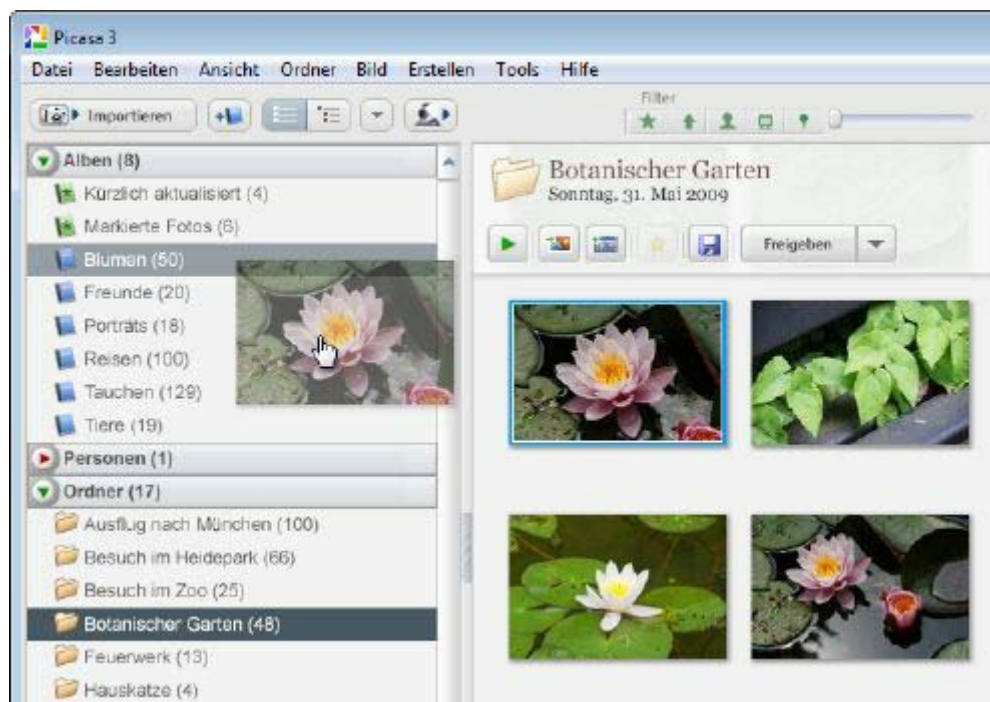 Picasa 3
Datei Bearbeiten Ansicht Ordner Bild Erstellen Tools Hilfe
Importieren
Filter
Alben (8)
Kürzlich aktualisiert (4)
Markierte Fotos (6)
Blumen (50)
Freunde (20)
Porträts (18)
Reisen (100)
Tauchen (129)
Tiere (19)
Personen (1)
Ordner (17)
Ausflug nach München (100)
Besuch im Heidepark (66)
Besuch im Zoo (25)
Botanischer Garten (48)
Feuerwerk (13)
Hauskatze (4)
Botanischer Garten
Sonntag, 31. Mai 2009
Freigeben